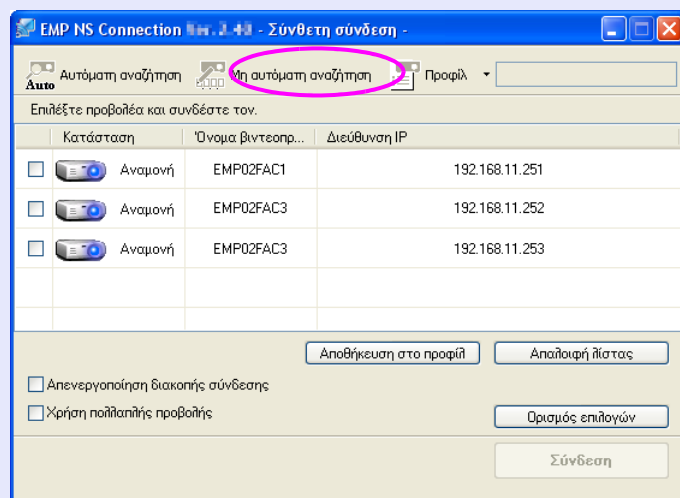 EMP NS Connection - Σύνθετη σύνδεση -
Auto Αυτόματη αναζήτηση Μη αυτόματη αναζήτηση Προφίλ
Επιλέξτε προβολέα και συνδέστε τον.
Κατάσταση Όνομα βιντεοπρ... Διεύθυνση IP
Αναμονή EMP02FAC1 192.168.11.251
Αναμονή EMP02FAC3 192.168.11.252
Αναμονή EMP02FAC3 192.168.11.253
Αποθήκευση στο προφίλ Απαλοιφή λίστας
Απενεργοποίηση διακοπής σύνδεσης
Χρήση πολλαπλής προβολής
Ορισμός επιλογών
Σύνδεση